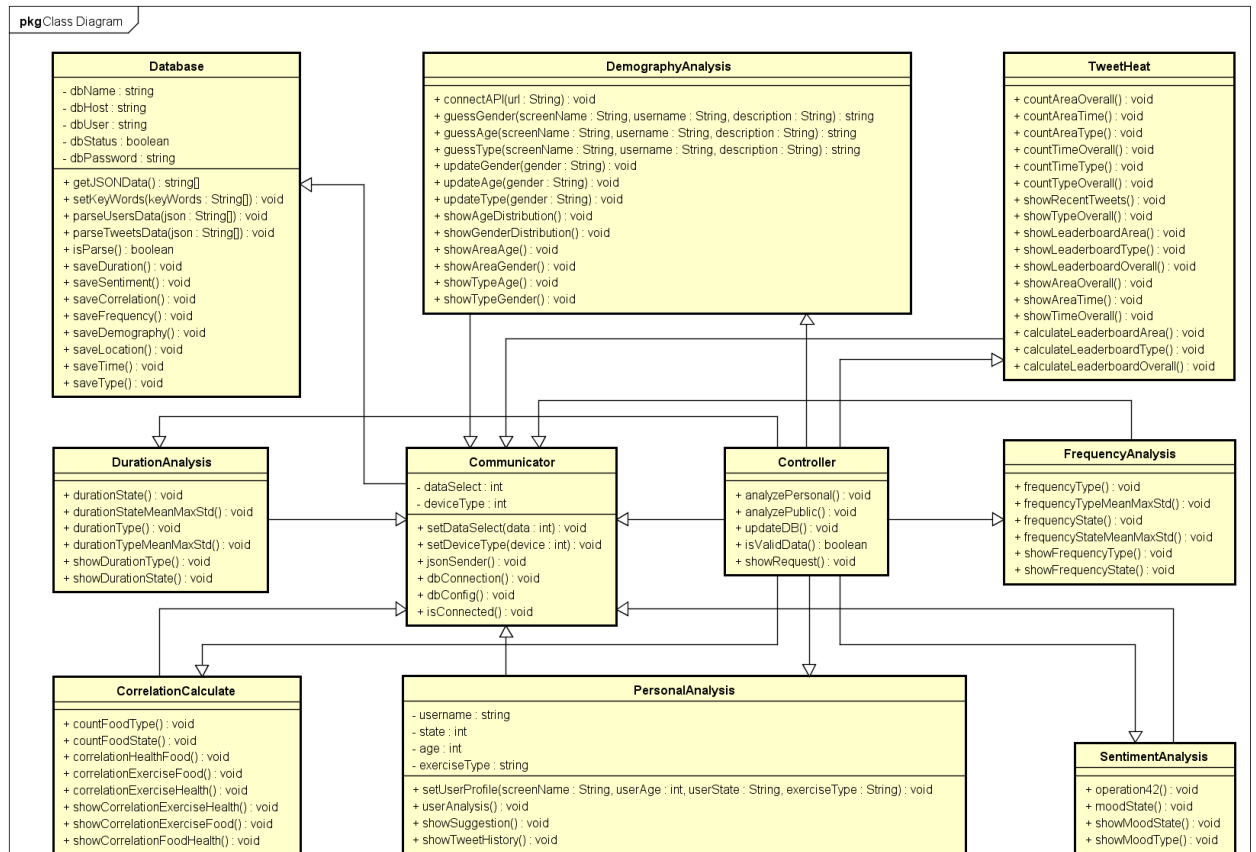 pkg Class Diagram
Database
- dbName : string
- dbHost : string
- dbUser : string
- dbStatus : boolean
- dbPassword : string
+ getJSONData() : string[]
+ setKeyWords(keyWords : String[]) : void
+ parseUsersData(json : String[]) : void
+ parseTweetsData(json : String[]) : void
+ isParse() : boolean
+ saveDuration() : void
+ saveSentiment() : void
+ saveCorrelation() : void
+ saveFrequency() : void
+ saveDemography() : void
+ saveLocation() : void
+ saveTime() : void
+ saveType() : void
DemographyAnalysis
+ connectAPI(url : String) : void
+ guessGender(screenName : String, username : String, description : String) : string
+ guessAge(screenName : String, username : String, description : String) : string
+ guessType(screenName : String, username : String, description : String) : string
+ updateGender(gender : String) : void
+ updateAge(gender : String) : void
+ updateType(gender : String) : void
+ showAgeDistribution() : void
+ showGenderDistribution() : void
+ showAreaAge() : void
+ showAreaGender() : void
+ showTypeAge() : void
+ showTypeGender() : void
TweetHeat
+ countAreaOverall() : void
+ countAreaTime() : void
+ countAreaType() : void
+ countTimeOverall() : void
+ countTimeType() : void
+ countTypeOverall() : void
+ showRecentTweets() : void
+ showTypeOverall() : void
+ showLeaderboardArea() : void
+ showLeaderboardType() : void
+ showLeaderboardOverall() : void
+ showAreaOverall() : void
+ showAreaTime() : void
+ showTimeOverall() : void
+ calculateLeaderboardArea() : void
+ calculateLeaderboardType() : void
+ calculateLeaderboardOverall() : void
DurationAnalysis
+ durationState() : void
+ durationStateMeanMaxStd() : void
+ durationType() : void
+ durationTypeMeanMaxStd() : void
+ showDurationType() : void
+ showDurationState() : void
Communicator
- dataSelect : int
- deviceType : int
+ setDataSelect(data : int) : void
+ setDeviceType(device : int) : void
+ jsonSender() : void
+ dbConnection() : void
+ dbConfig() : void
+ isConnected() : void
Controller
+ analyzePersonal() : void
+ analyzePublic() : void
+ updateDB() : void
+ isValidData() : boolean
+ showRequest() : void
FrequencyAnalysis
+ frequencyType() : void
+ frequencyTypeMeanMaxStd() : void
+ frequencyState() : void
+ frequencyStateMeanMaxStd() : void
+ showFrequencyType() : void
+ showFrequencyState() : void
CorrelationCalculate
+ countFoodType() : void
+ countFoodState() : void
+ correlationHealthFood() : void
+ correlationExerciseFood() : void
+ correlationExerciseHealth() : void
+ showCorrelationExerciseHealth() : void
+ showCorrelationExerciseFood() : void
+ showCorrelationFoodHealth() : void
PersonalAnalysis
- username : string
- state : int
- age : int
- exerciseType : string
+ setUserProfile(screenName : String, userAge : int, userState : String, exerciseType : String) : void
+ userAnalysis() : void
+ showSuggestion() : void
+ showTweetHistory() : void
SentimentAnalysis
+ operation42() : void
+ moodState() : void
+ showMoodState() : void
+ showMoodType() : void